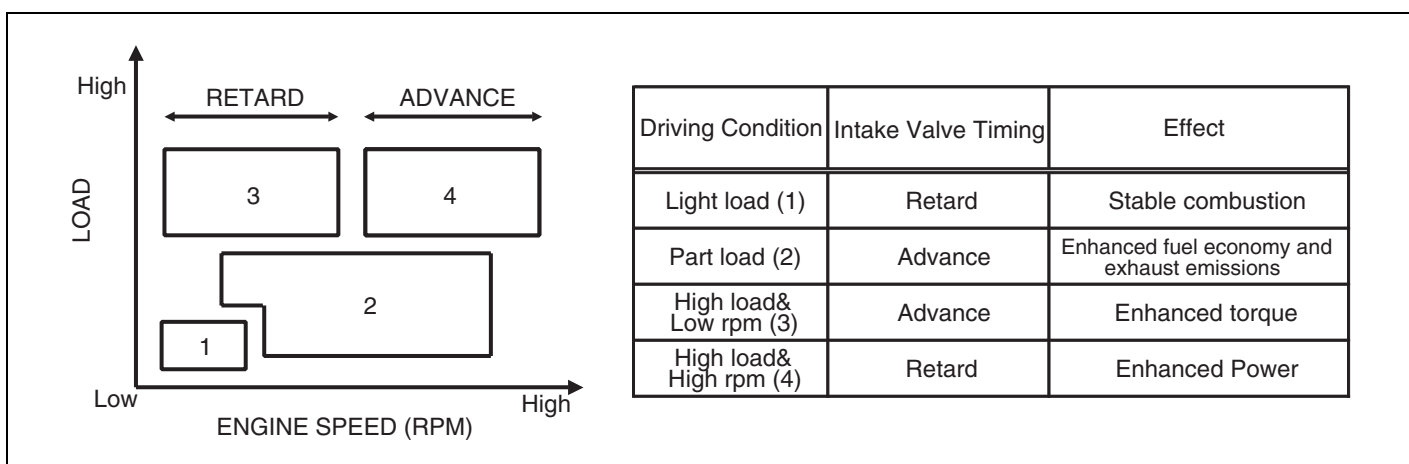 High
RETARD
ADVANCE
3
4
LOAD
2
1
Low
High
ENGINE SPEED (RPM)
Driving Condition Intake Valve Timing Effect
Light load (1) Retard Stable combustion
Part load (2) Advance Enhanced fuel economy and
exhaust emissions
High load&
Low rpm (3) Advance Enhanced torque
High load&
High rpm (4) Retard Enhanced Power